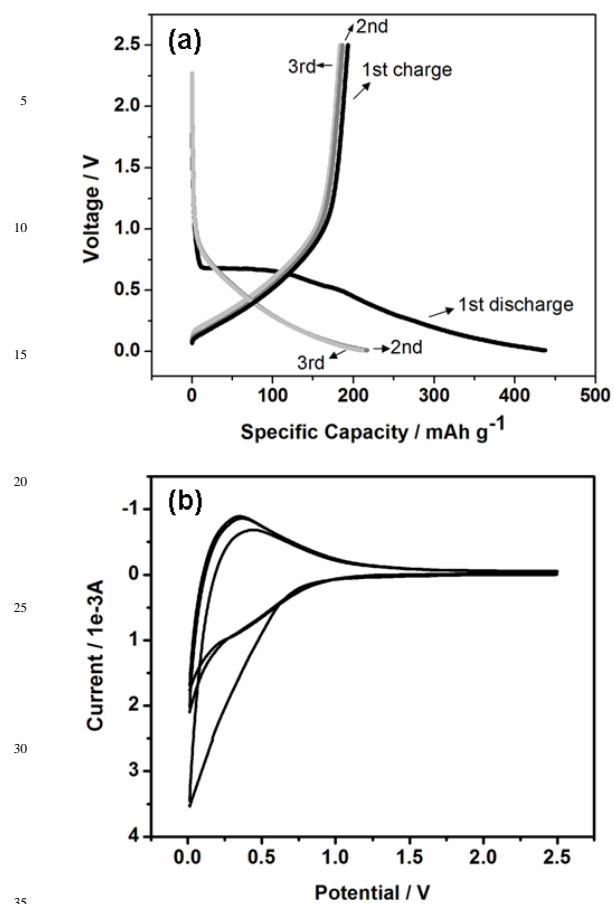 (a)
2nd
3rd
1st charge
1st discharge
2nd
3rd
2.5
2.0
1.5
1.0
0.5
0.0
Voltage / V
0 100 200 300 400 500
Specific Capacity / mAh g-1
(b)
-1
0
1
2
3
4
Current / 1e-3A
0.0 0.5 1.0 1.5 2.0 2.5
Potential / V
5
10
15
20
25
30
35